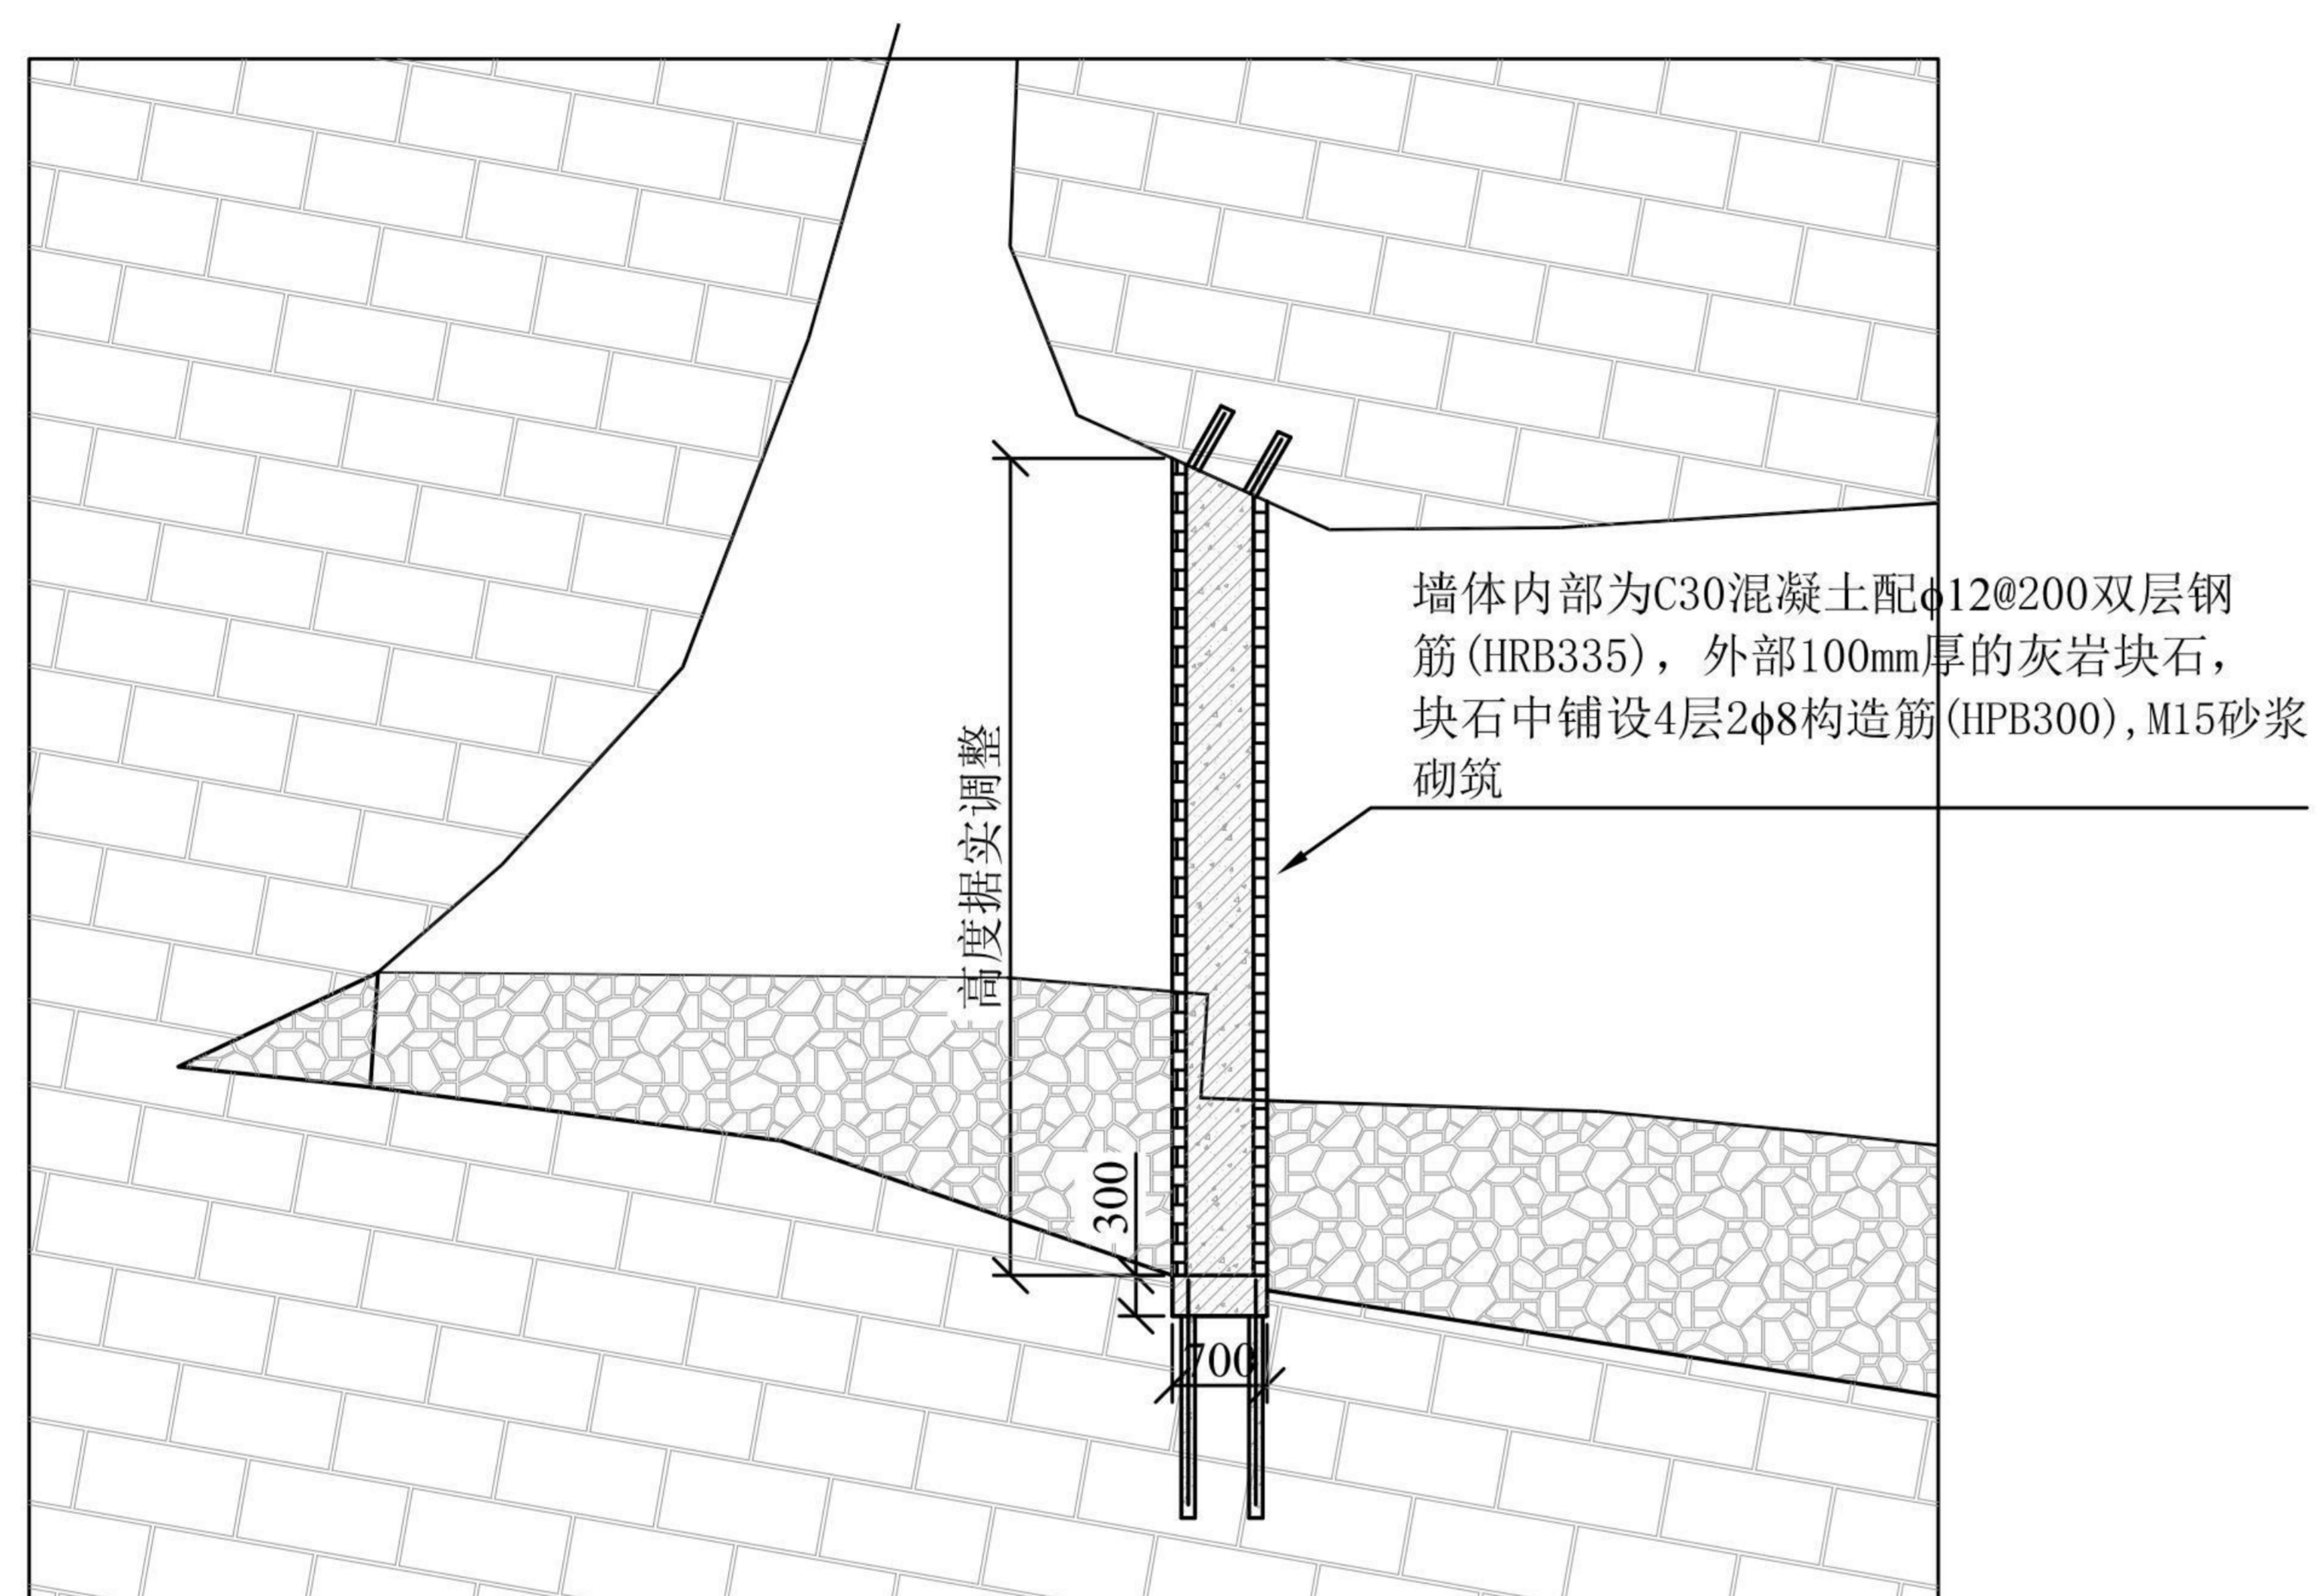 墙体内部为C30混凝土配ϕ12@200双层钢
筋(HRB335)，外部100mm厚的灰岩块石，
块石中铺设4层2ϕ8构造筋(HPB300),M15砂浆
砌筑
高度据实调整
300
700